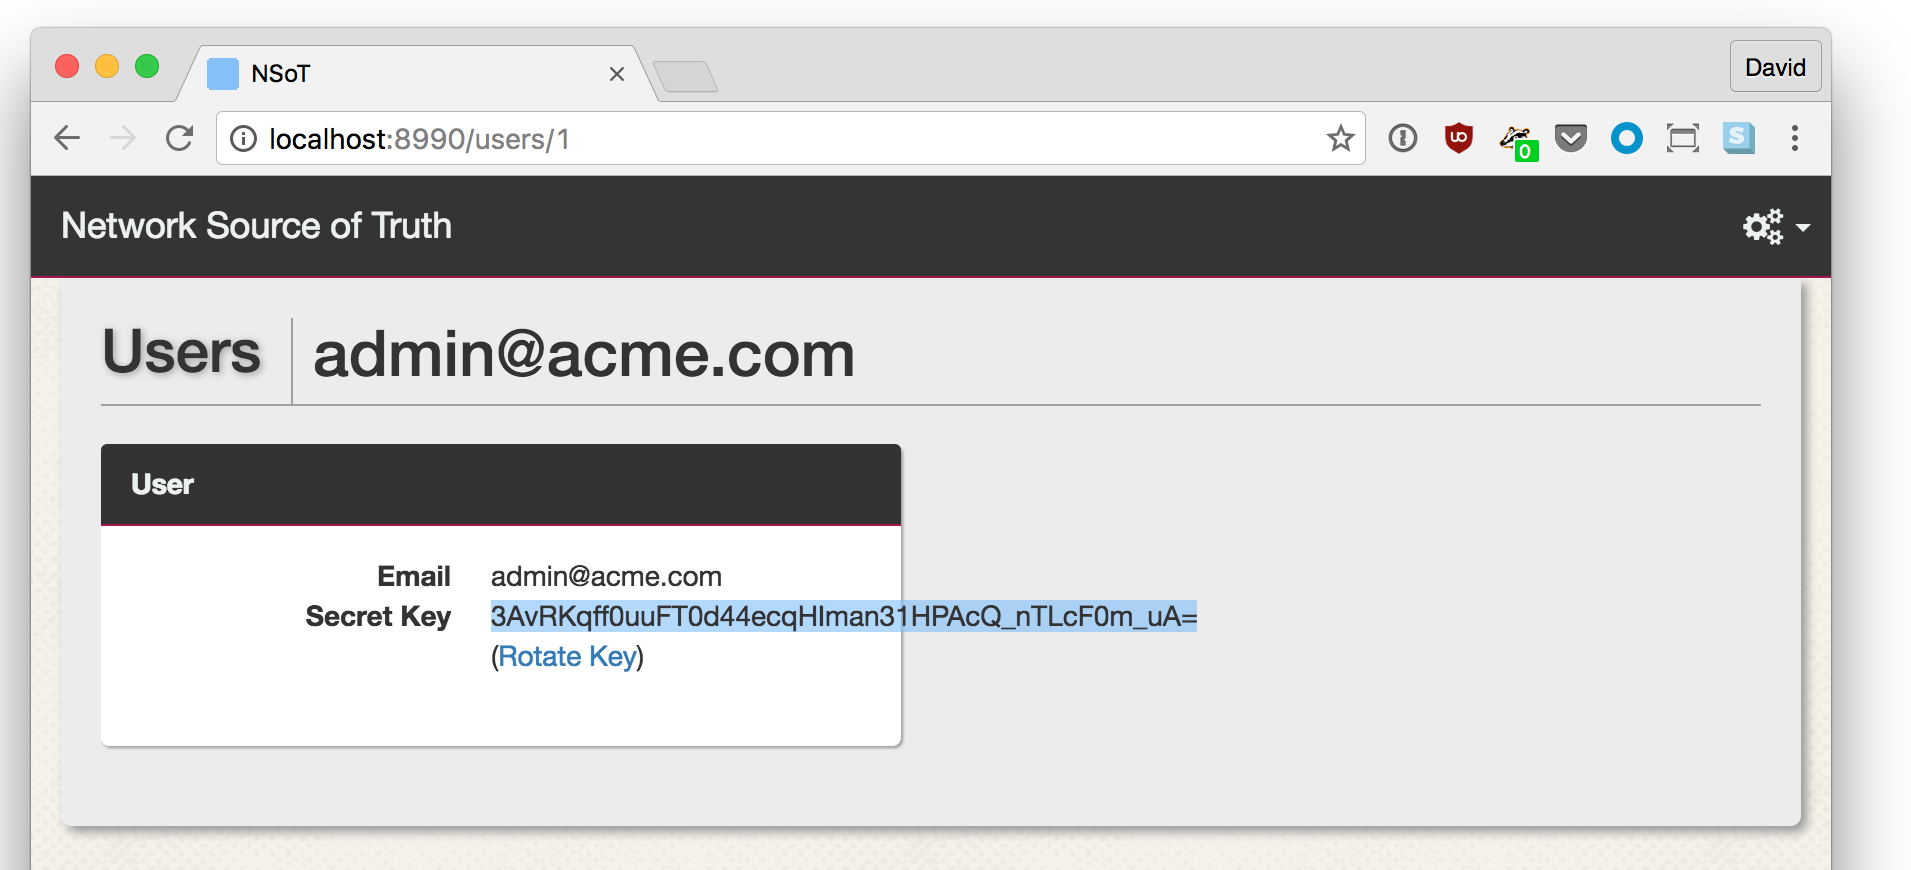 NSoT
David
localhost:8990/users/1
0
S
Network Source of Truth
Users
admin@acme.com
User
Email admin@acme.com
Secret Key 3AvRKqff0uuFT0d44ecqHIman31HPAcQ_nTLcF0m_uA=
(Rotate Key)